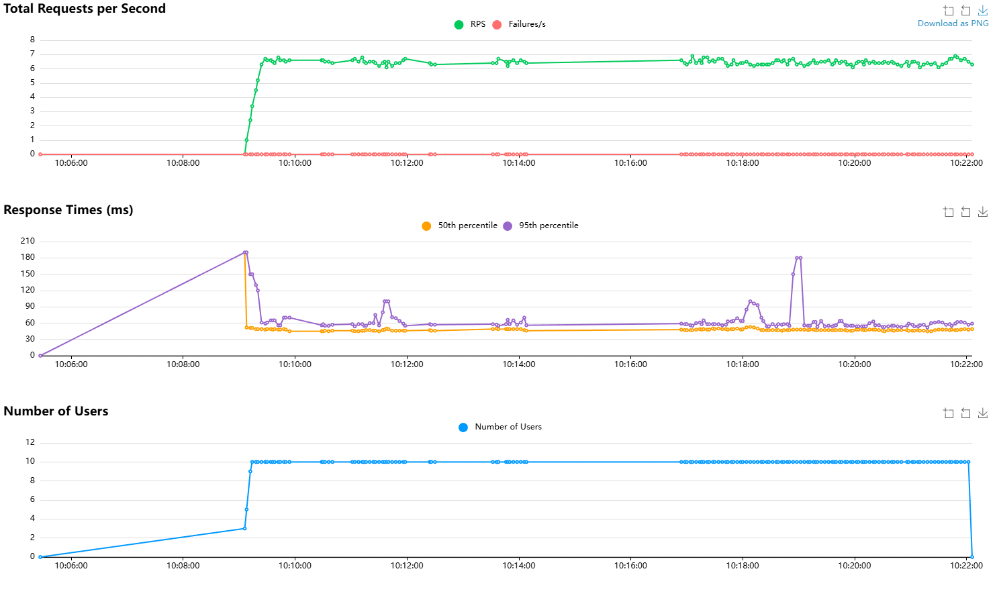 Total Requests per Second
RPS Failures/s
Download as PNG
8
7
6
5
4
3
2
1
0
10:06:00 10:08:00 10:10:00 10:12:00 10:14:00 10:16:00 10:18:00 10:20:00 10:22:00
Response Times (ms)
50th percentile 95th percentile
210
180
150
120
90
60
30
0
10:06:00 10:08:00 10:10:00 10:12:00 10:14:00 10:16:00 10:18:00 10:20:00 10:22:00
Number of Users
Number of Users
12
10
8
6
4
2
0
10:06:00 10:08:00 10:10:00 10:12:00 10:14:00 10:16:00 10:18:00 10:20:00 10:22:00